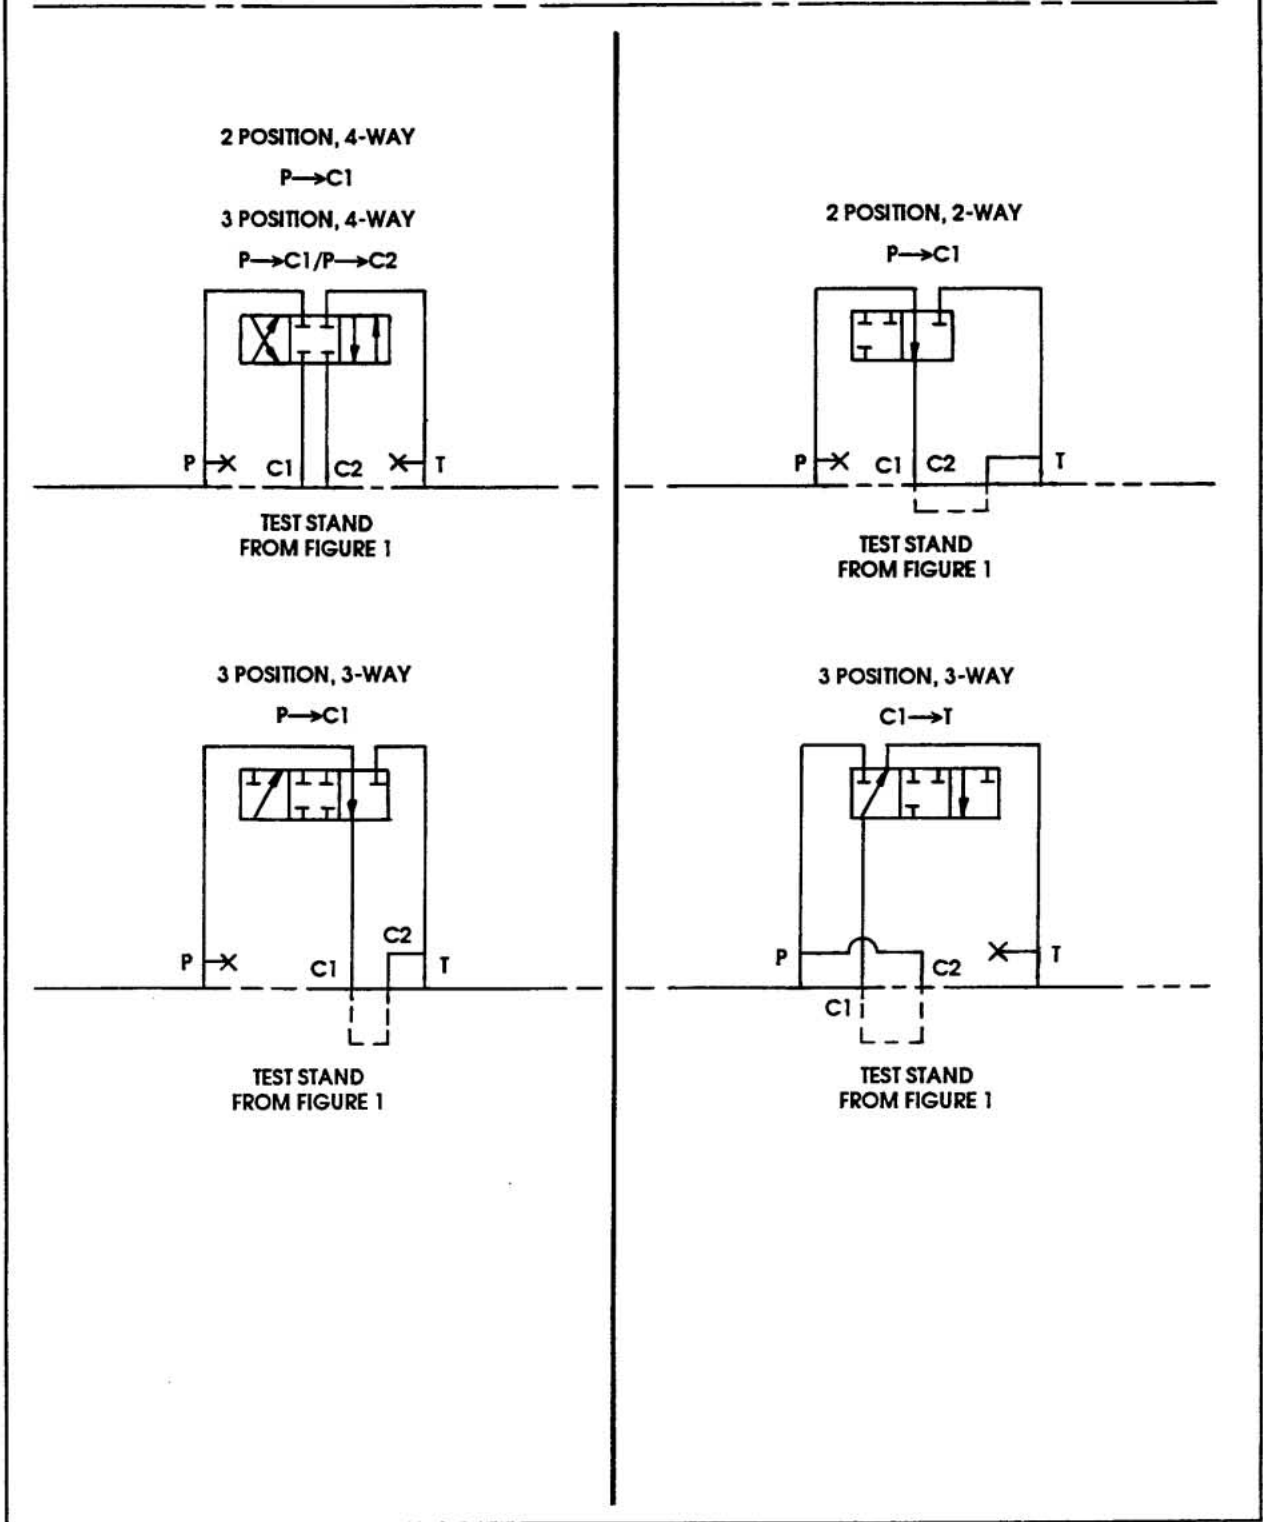 2 POSITION, 4-WAY
P→C1
3 POSITION, 4-WAY
P→C1/P→C2
P
C1
C2
T
TEST STAND
FROM FIGURE 1
2 POSITION, 2-WAY
P→C1
P
C1
C2
T
TEST STAND
FROM FIGURE 1
3 POSITION, 3-WAY
P→C1
C2
P
C1
T
TEST STAND
FROM FIGURE 1
3 POSITION, 3-WAY
C1→T
P
C2
T
C1
TEST STAND
FROM FIGURE 1